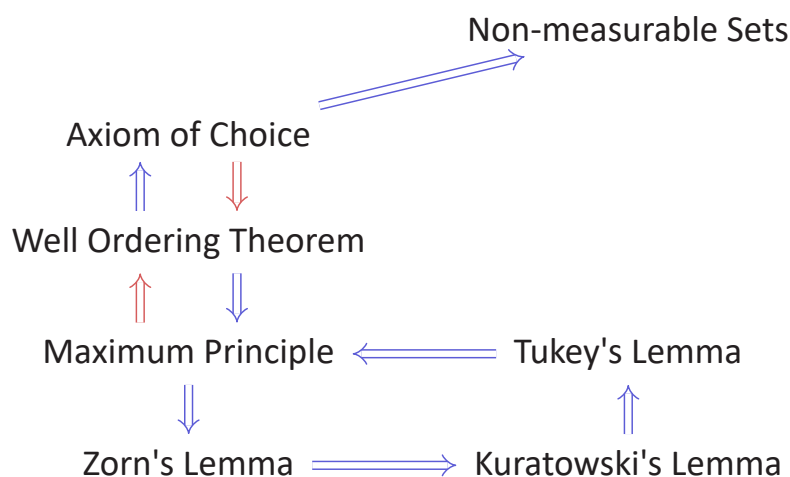 Non-measurable Sets
Axiom of Choice
Well Ordering Theorem
Maximum Principle
Tukey's Lemma
Zorn's Lemma
Kuratowski's Lemma